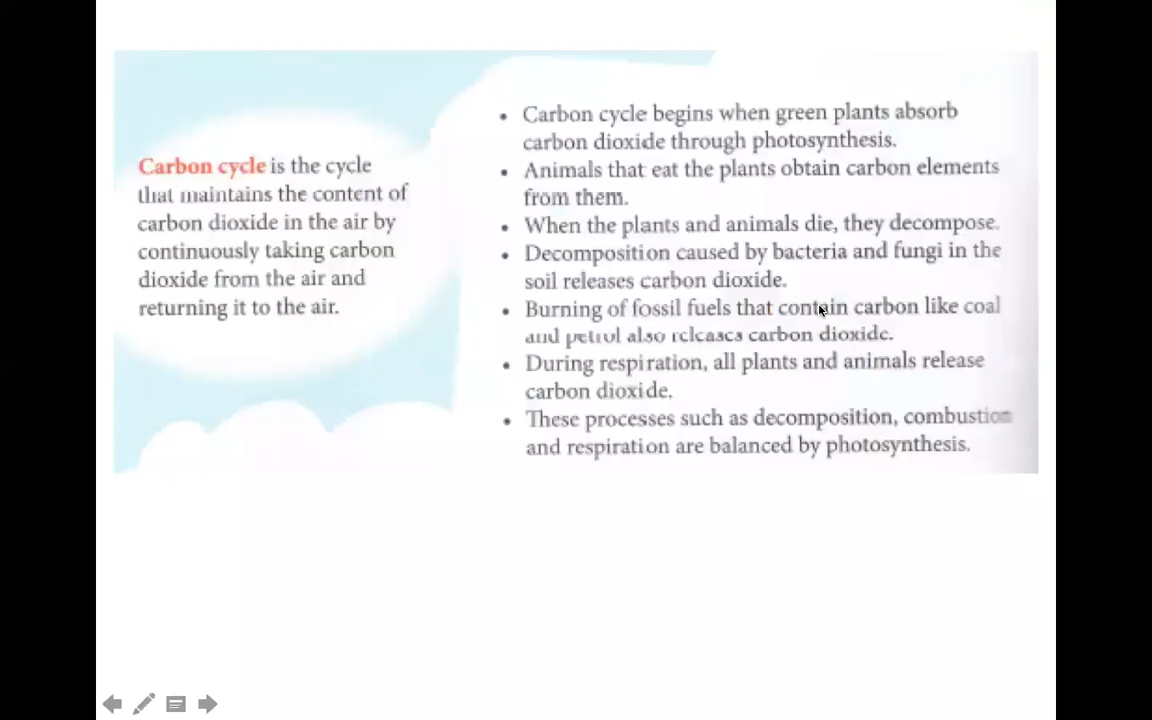 Carbon cycle is the cycle
that maintains the content of
carbon dioxide in the air by
continuously taking carbon
dioxide from the air and
returning it to the air.
• Carbon cycle begins when green plants absorb
carbon dioxide through photosynthesis.
• Animals that eat the plants obtain carbon elements
from them.
• When the plants and animals die, they decompose.
• Decomposition caused by bacteria and fungi in the
soil releases carbon dioxide.
• Burning of fossil fuels that contain carbon like coal
and petrol also releases carbon dioxide.
• During respiration, all plants and animals release
carbon dioxide.
• These processes such as decomposition, combustion
and respiration are balanced by photosynthesis.